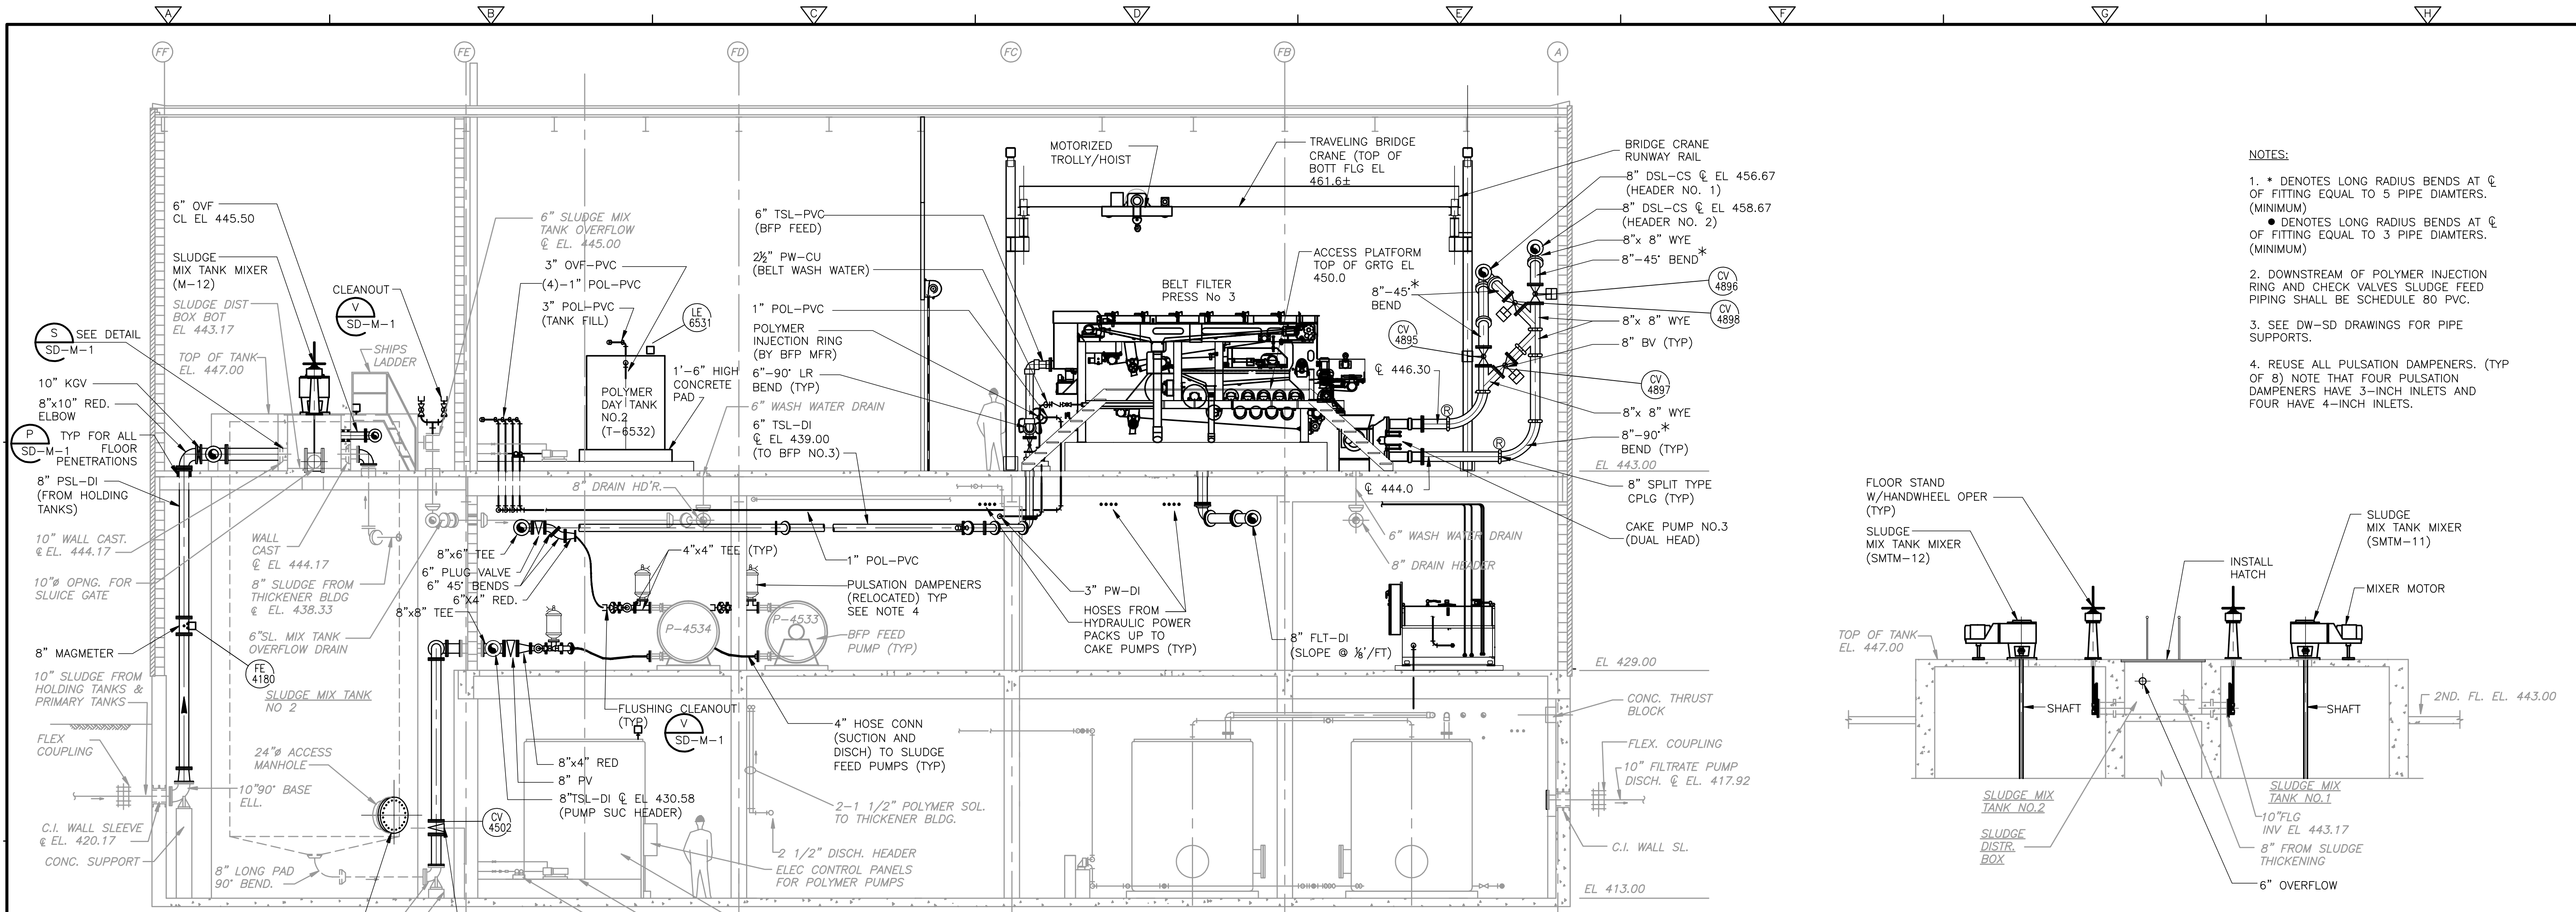 A
B
C
D
E
F
G
H
FF
FE
FD
FC
FB
A
6" OVF
CL EL 445.50
SLUDGE
MIX TANK MIXER
(M-12)
SLUDGE DIST
BOX BOT
EL 443.17
CLEANOUT
V
SD-M-1
S
SD-M-1
SEE DETAIL
TOP OF TANK
EL. 447.00
SHIPS
LADDER
10" KGV
8"x10" RED.
ELBOW
P
SD-M-1
TYP FOR ALL
FLOOR
PENETRATIONS
8" PSL-DI
(FROM HOLDING
TANKS)
10" WALL CAST.
℄ EL. 444.17
10"ø OPNG. FOR
SLUICE GATE
8" MAGMETER
FE
4180
10" SLUDGE FROM
HOLDING TANKS &
PRIMARY TANKS
SLUDGE MIX TANK
NO 2
FLEX
COUPLING
24"ø ACCESS
MANHOLE
10"90° BASE
ELL.
C.I. WALL SLEEVE
℄ EL. 420.17
CONC. SUPPORT
8" LONG PAD
90° BEND.
WALL
CAST
℄ EL 444.17
8" SLUDGE FROM
THICKENER BLDG
℄ EL. 438.33
6"SL. MIX TANK
OVERFLOW DRAIN
6" SLUDGE MIX
TANK OVERFLOW
℄ EL. 445.00
3" OVF-PVC
(4)-1" POL-PVC
3" POL-PVC
(TANK FILL)
LE
6531
POLYMER
DAY TANK
NO.2
(T-6532)
1'-6" HIGH
CONCRETE
PAD
6" TSL-PVC
(BFP FEED)
2½" PW-CU
(BELT WASH WATER)
1" POL-PVC
POLYMER
INJECTION RING
(BY BFP MFR)
6"-90° LR
BEND (TYP)
6" WASH WATER DRAIN
6" TSL-DI
℄ EL 439.00
(TO BFP NO.3)
8" DRAIN HD'R.
8"x6" TEE
6" PLUG VALVE
6" 45° BENDS
6"X4" RED.
8"x8" TEE
4"x4" TEE (TYP)
1" POL-PVC
PULSATION DAMPENERS
(RELOCATED) TYP
SEE NOTE 4
P-4534
P-4533
BFP FEED
PUMP (TYP)
FLUSHING CLEANOUT
(TYP)
V
SD-M-1
4" HOSE CONN
(SUCTION AND
DISCH) TO SLUDGE
FEED PUMPS (TYP)
8"x4" RED
8" PV
8"TSL-DI ℄ EL 430.58
(PUMP SUC HEADER)
CV
4502
2-1 1/2" POLYMER SOL.
TO THICKENER BLDG.
2 1/2" DISCH. HEADER
ELEC CONTROL PANELS
FOR POLYMER PUMPS
MOTORIZED
TROLLY/HOIST
TRAVELING BRIDGE
CRANE (TOP OF
BOTT FLG EL
461.6±
ACCESS PLATFORM
TOP OF GRTG EL
450.0
BELT FILTER
PRESS No 3
8"-45°*
BEND
CV
4895
℄ 446.30
R
R
℄ 444.0
3" PW-DI
HOSES FROM
HYDRAULIC POWER
PACKS UP TO
CAKE PUMPS (TYP)
8" FLT-DI
(SLOPE @ ⅛'/FT)
6" WASH WATER DRAIN
8" DRAIN HEADER
BRIDGE CRANE
RUNWAY RAIL
8" DSL-CS ℄ EL 456.67
(HEADER NO. 1)
8" DSL-CS ℄ EL 458.67
(HEADER NO. 2)
8"x 8" WYE
8"-45° BEND*
CV
4896
CV
4898
8"x 8" WYE
8" BV (TYP)
CV
4897
8"x 8" WYE
8"-90°*
BEND (TYP)
EL 443.00
8" SPLIT TYPE
CPLG (TYP)
CAKE PUMP NO.3
(DUAL HEAD)
EL 429.00
CONC. THRUST
BLOCK
FLEX. COUPLING
10" FILTRATE PUMP
DISCH. ℄ EL. 417.92
C.I. WALL SL.
EL 413.00
FLOOR STAND
W/HANDWHEEL OPER
(TYP)
SLUDGE
MIX TANK MIXER
(SMTM-12)
SLUDGE
MIX TANK MIXER
(SMTM-11)
INSTALL
HATCH
MIXER MOTOR
TOP OF TANK
EL. 447.00
SHAFT
SHAFT
2ND. FL. EL. 443.00
SLUDGE MIX
TANK NO.2
SLUDGE MIX
TANK NO.1
SLUDGE
DISTR.
BOX
10"FLG
INV EL 443.17
8" FROM SLUDGE
THICKENING
6" OVERFLOW
NOTES:
1. * DENOTES LONG RADIUS BENDS AT ℄
OF FITTING EQUAL TO 5 PIPE DIAMTERS.
(MINIMUM)
● DENOTES LONG RADIUS BENDS AT ℄
OF FITTING EQUAL TO 3 PIPE DIAMTERS.
(MINIMUM)
2. DOWNSTREAM OF POLYMER INJECTION
RING AND CHECK VALVES SLUDGE FEED
PIPING SHALL BE SCHEDULE 80 PVC.
3. SEE DW-SD DRAWINGS FOR PIPE
SUPPORTS.
4. REUSE ALL PULSATION DAMPENERS. (TYP
OF 8) NOTE THAT FOUR PULSATION
DAMPENERS HAVE 3-INCH INLETS AND
FOUR HAVE 4-INCH INLETS.